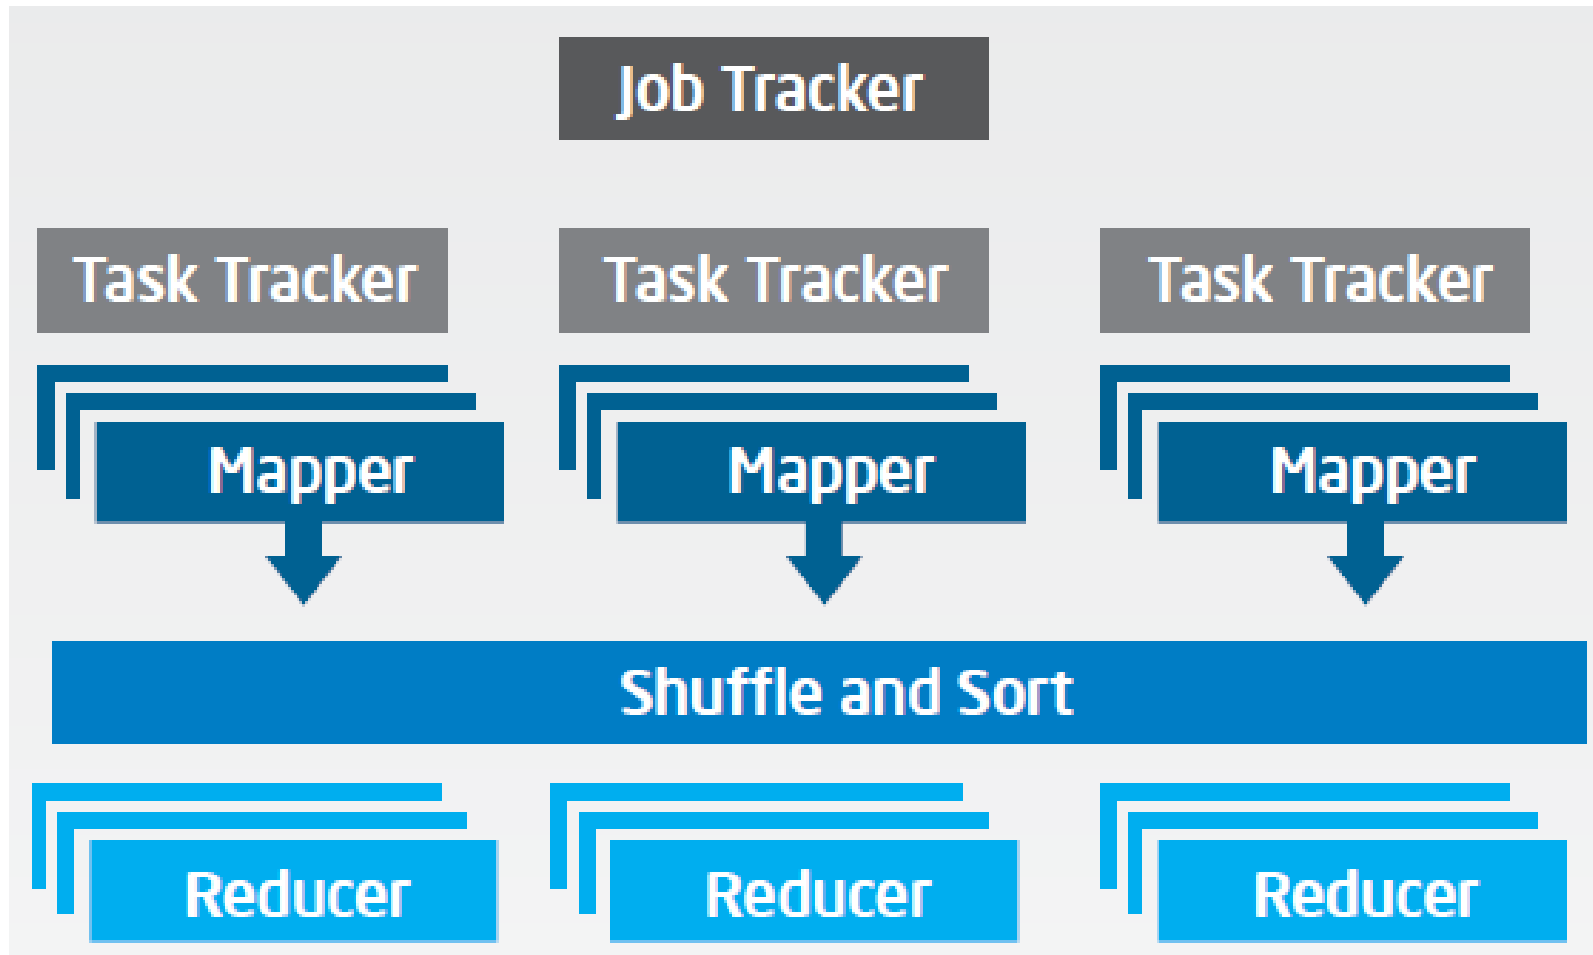 Job Tracker
Task Tracker Task Tracker Task Tracker
Mapper Mapper Mapper
Shuffle and Sort
Reducer Reducer Reducer